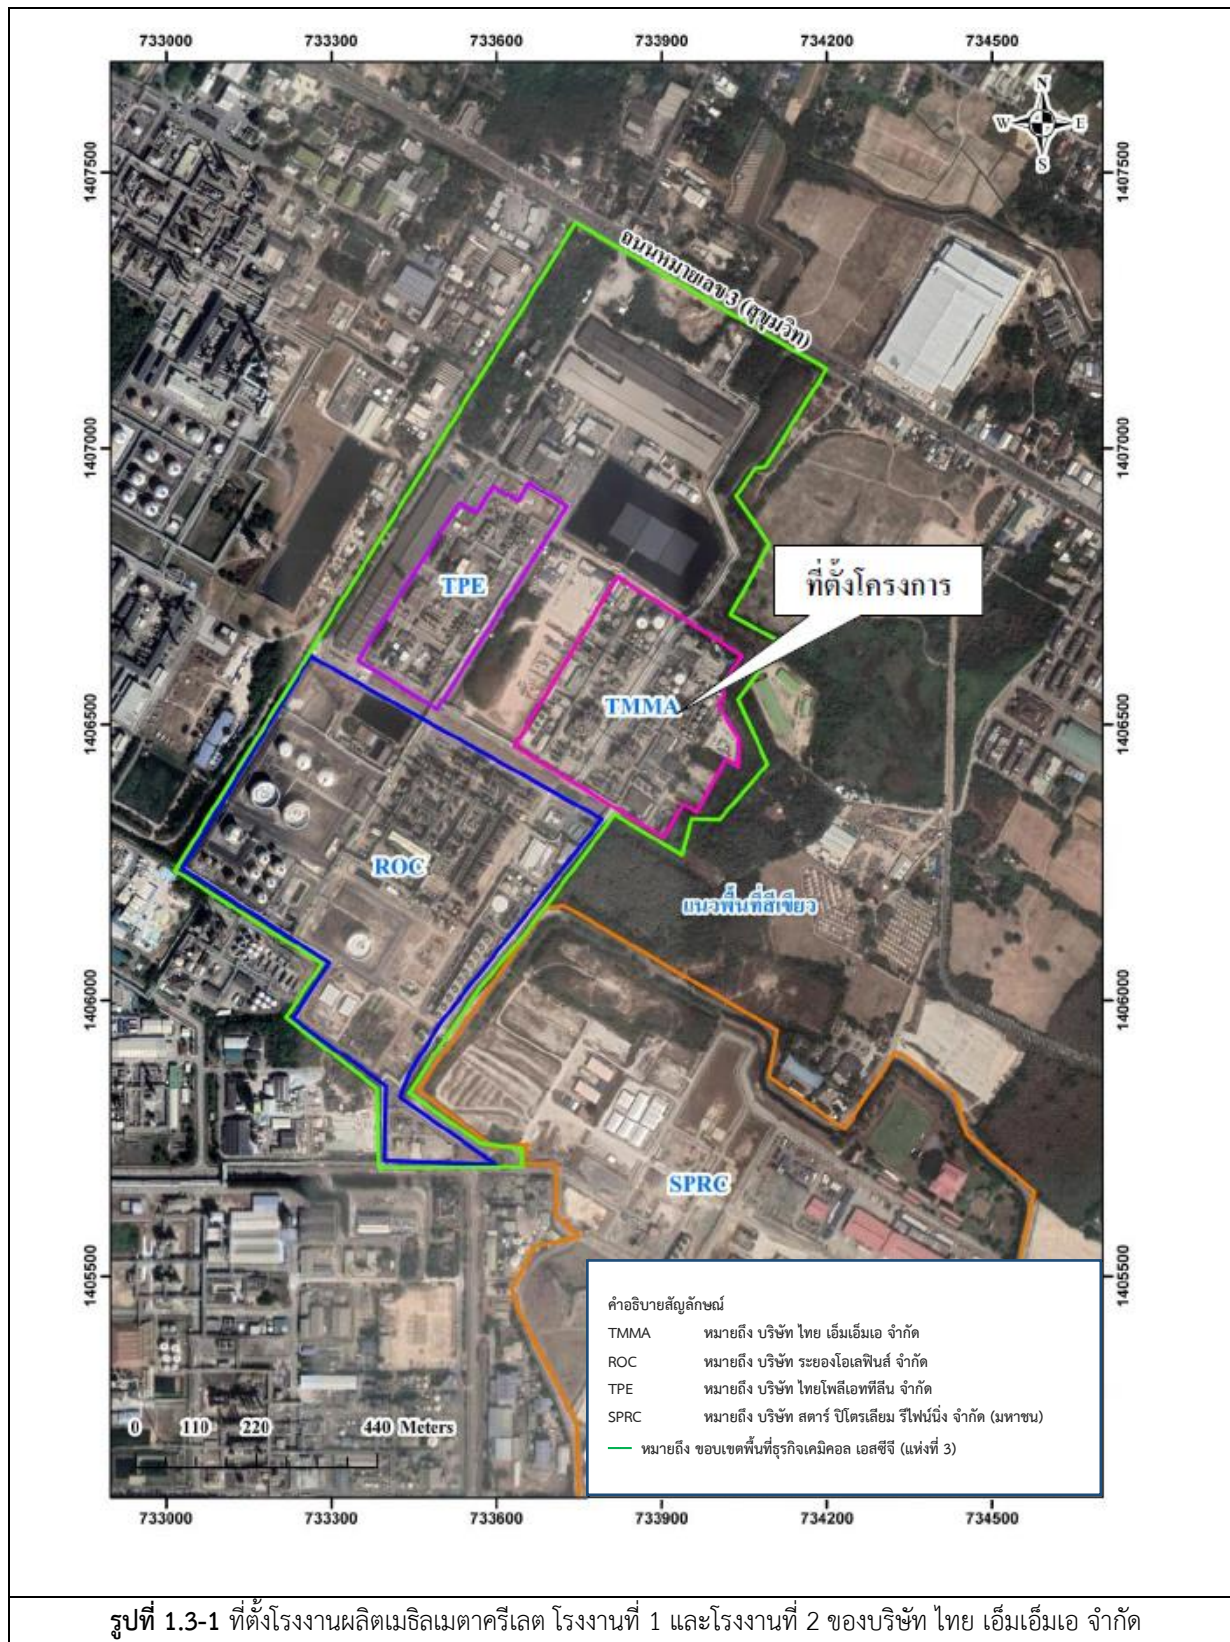 733000 733300 733600 733900 734200 734500
N
W E
S
1407500 1407500
ถนนหมายเลข 3 (สุขุมวิท)
1407000 1407000
ที่ตั้งโครงการ
TPE
TMMA
1406500 1406500
ROC
แนวพื้นที่สีเขียว
1406000 1406000
SPRC
1405500 1405500
คำอธิบายสัญลักษณ์
TMMA หมายถึง บริษัท ไทย เอ็มเอ็มเอ จำกัด
ROC หมายถึง บริษัท ระยองโอเลฟินส์ จำกัด
TPE หมายถึง บริษัท ไทยโพลีเอททีลีน จำกัด
SPRC หมายถึง บริษัท สตาร์ ปิโตรเลียม รีไฟน์นิ่ง จำกัด (มหาชน)
หมายถึง ขอบเขตพื้นที่ธุรกิจเคมิคอล เอสซีจี (แห่งที่ 3)
0 110 220 440 Meters
733000 733300 733600 733900 734200 734500
รูปที่ 1.3-1 ที่ตั้งโรงงานผลิตเมธิลเมตาครีเลต โรงงานที่ 1 และโรงงานที่ 2 ของบริษัท ไทย เอ็มเอ็มเอ จำกัด